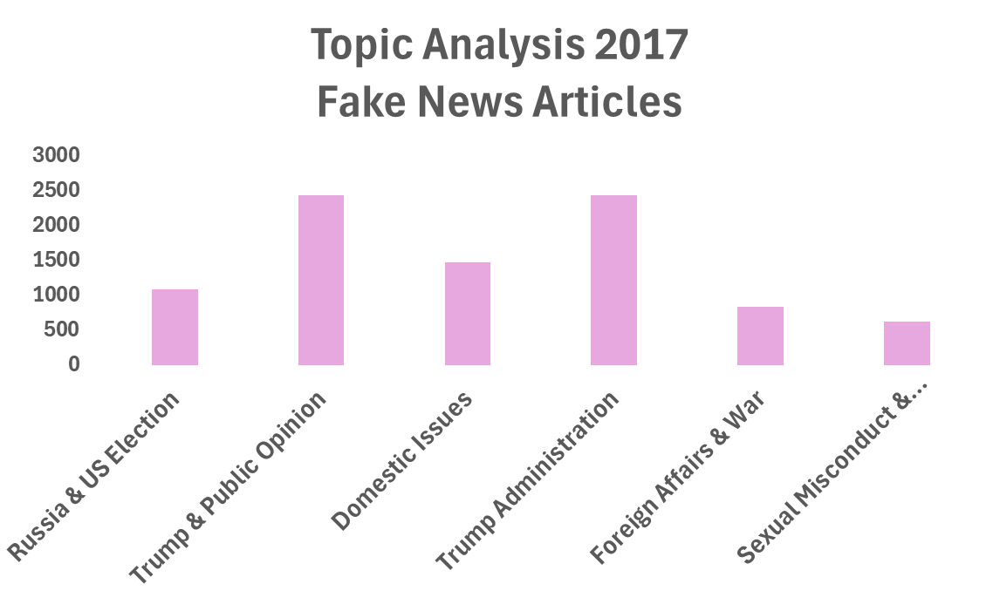 Topic Analysis 2017
Fake News Articles
3000
2500
2000
1500
1000
500
0
Russia & US Election
Trump & Public Opinion
Domestic Issues
Trump Administration
Foreign Affairs & War
Sexual Misconduct &...